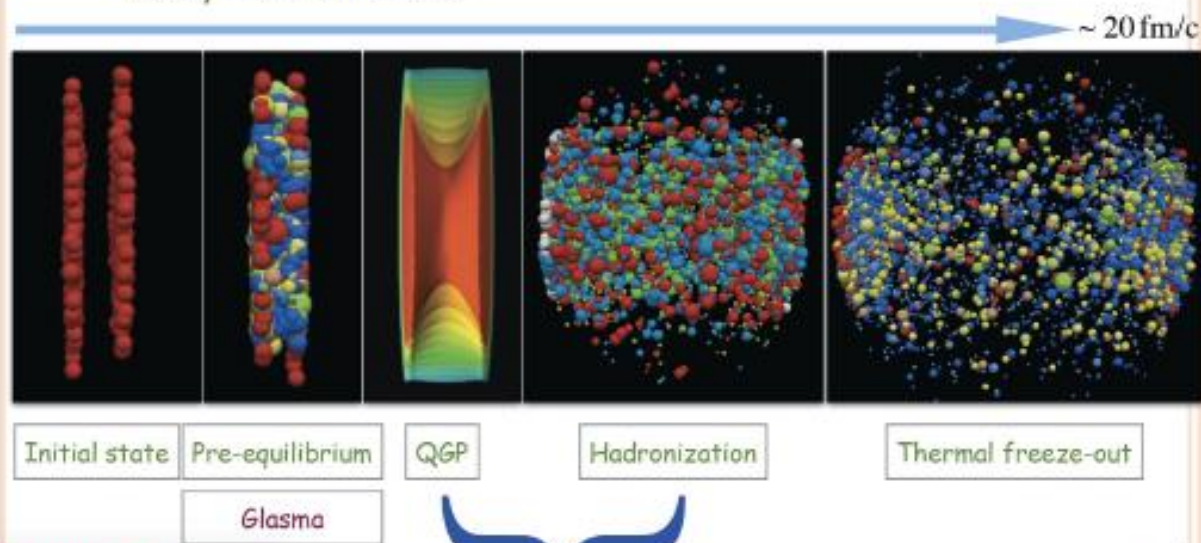 ~ 20 fm/c
Initial state
Pre-equilibrium
QGP
Hadronization
Thermal freeze-out
Glasma